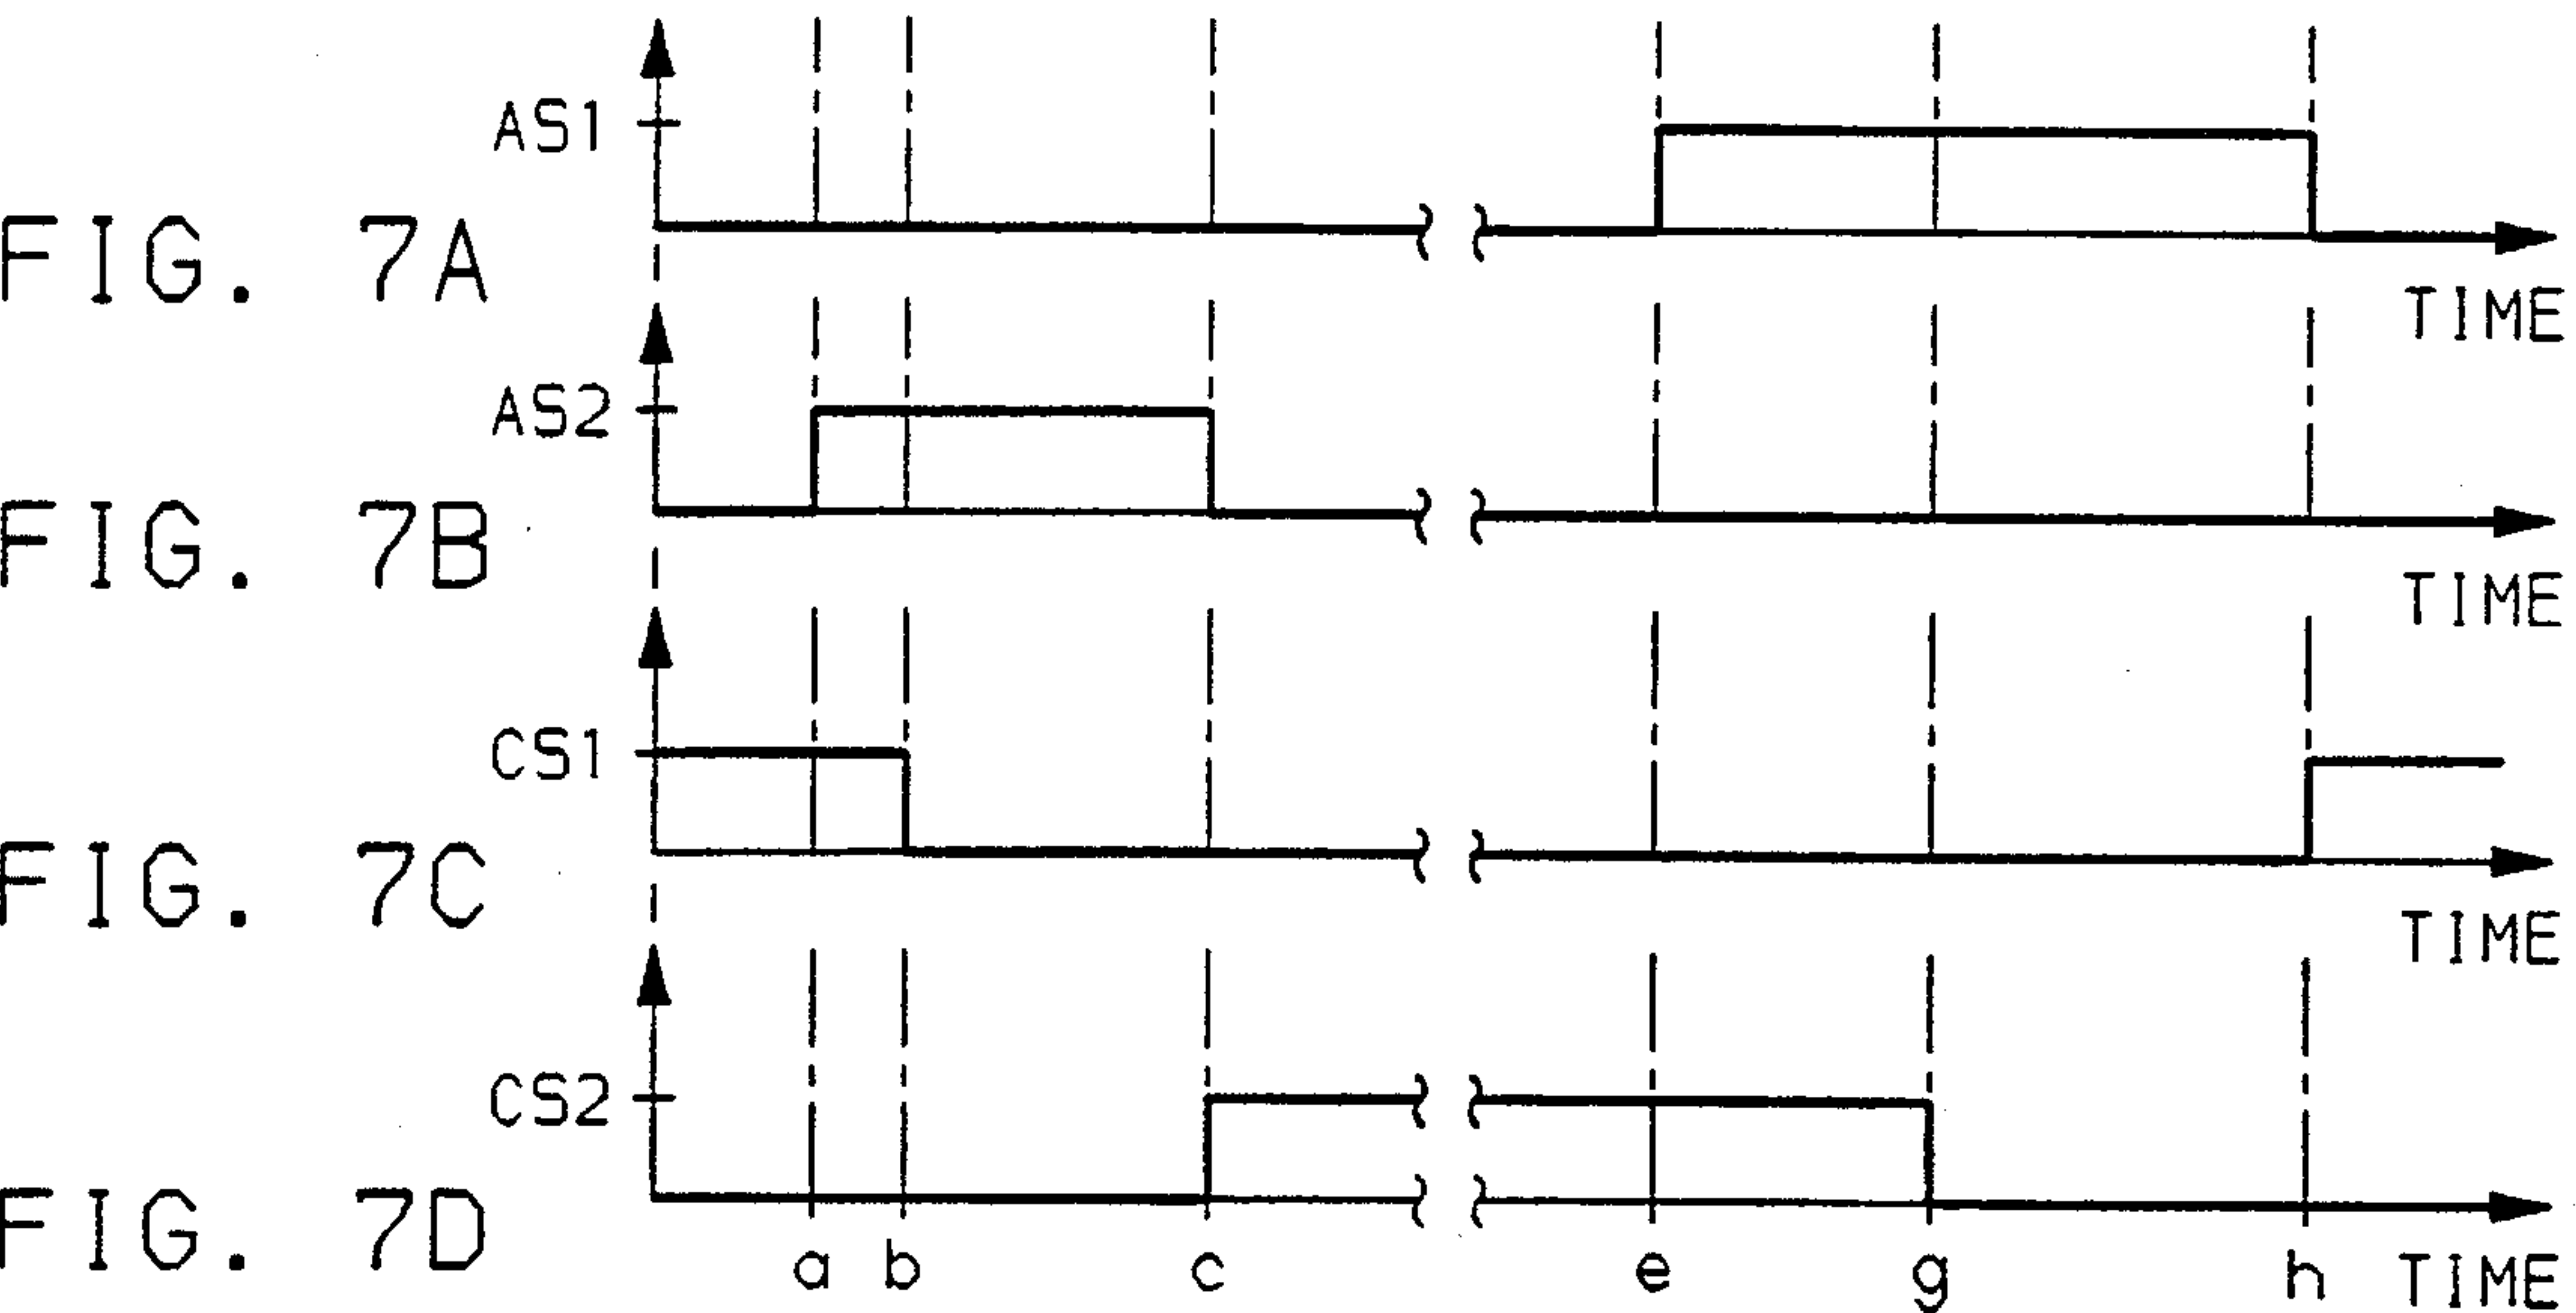 AS1
FIG. 7A
TIME
AS2
FIG. 7B
TIME
CS1
FIG. 7C
TIME
CS2
FIG. 7D
a b c e g h TIME